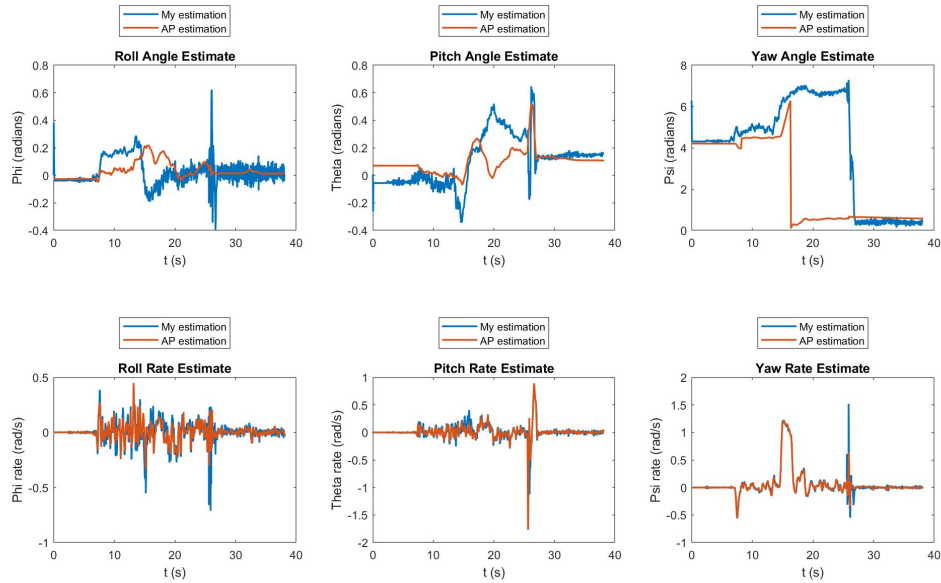 My estimation
AP estimation
My estimation
AP estimation
My estimation
AP estimation
Roll Angle Estimate
Pitch Angle Estimate
Yaw Angle Estimate
0.8
0.6
0.4
0.2
0
-0.2
-0.4
Phi (radians)
0 10 20 30 40
t (s)
0.8
0.6
0.4
0.2
0
-0.2
-0.4
Theta (radians)
0 10 20 30 40
t (s)
8
6
4
2
0
Psi (radians)
0 10 20 30 40
t (s)
My estimation
AP estimation
My estimation
AP estimation
My estimation
AP estimation
Roll Rate Estimate
Pitch Rate Estimate
Yaw Rate Estimate
0.5
0
-0.5
-1
Phi rate (rad/s)
0 10 20 30 40
t (s)
1
0.5
0
-0.5
-1
-1.5
-2
Theta rate (rad/s)
0 10 20 30 40
t (s)
2
1.5
1
0.5
0
-0.5
-1
Psi rate (rad/s)
0 10 20 30 40
t (s)